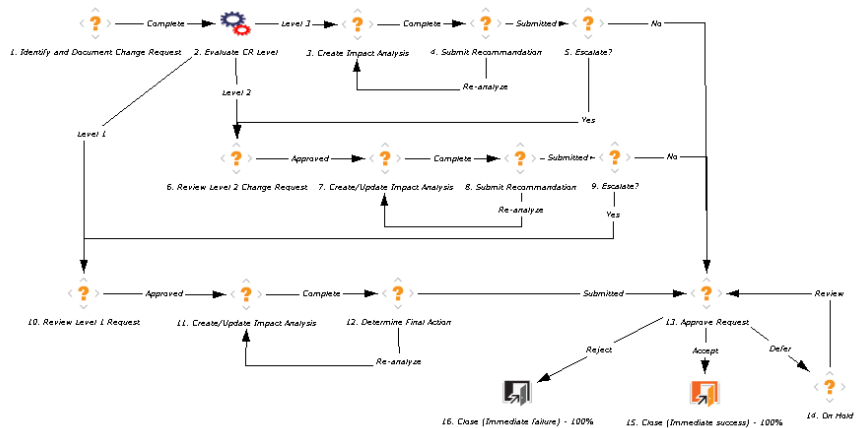 Complete
Level 3
Complete
Submitted
No
1. Identify and Document Change Request
2. Evaluate CR Level
3. Create Impact Analysis
4. Submit Recommandation
5. Escalate?
Re-analyze
Level 2
Yes
Level 1
Approved
Complete
Submitted
No
6. Review Level 2 Change Request
7. Create/Update Impact Analysis
8. Submit Recommandation
9. Escalate?
Re-analyze
Yes
Approved
Complete
Submitted
Review
10. Review Level 1 Request
11. Create/Update Impact Analysis
12. Determine Final Action
13. Approve Request
Re-analyze
Reject
Accept
Defer
14. On Hold
16. Close (Immediate failure) - 100%
15. Close (Immediate success) - 100%